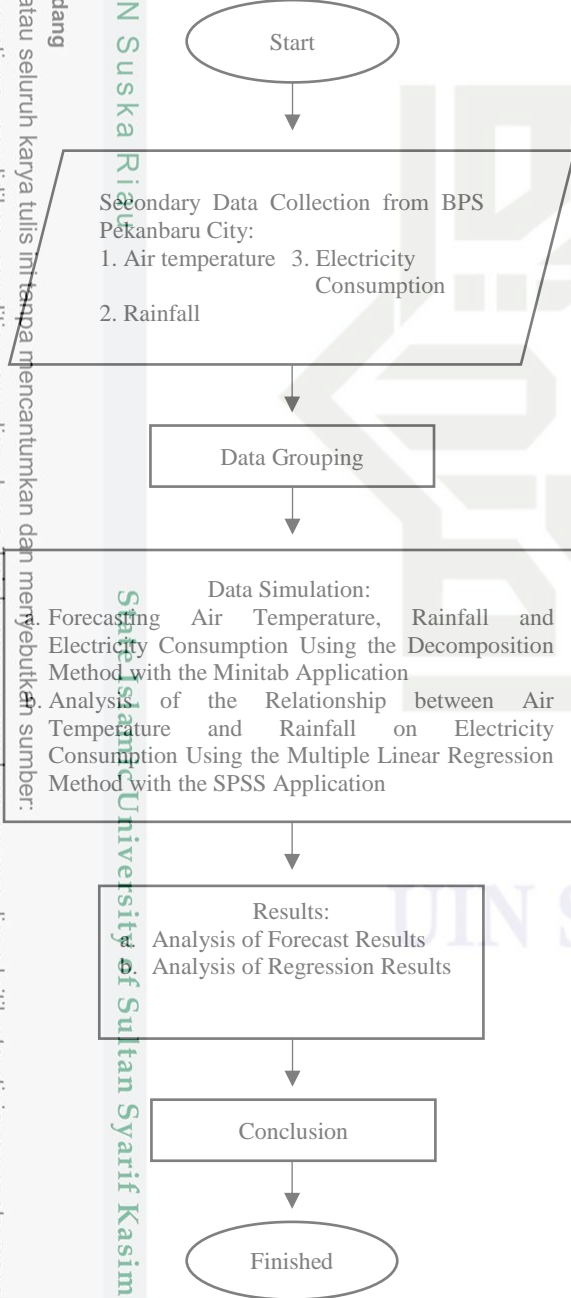 Start
Secondary Data Collection from BPS
Pekanbaru City:
1. Air temperature 3. Electricity
Consumption
2. Rainfall
Data Grouping
Data Simulation:
a. Forecasting Air Temperature, Rainfall and
Electricity Consumption Using the Decomposition
Method with the Minitab Application
b. Analysis of the Relationship between Air
Temperature and Rainfall on Electricity
Consumption Using the Multiple Linear Regression
Method with the SPSS Application
Results:
a. Analysis of Forecast Results
b. Analysis of Regression Results
Conclusion
Finished
N Suska Riau
State Islamic University of Sultan Syarif Kasim
dang
atau seluruh karya tulis ini tanpa mencantumkan dan menyebutkan sumber:
UIN S